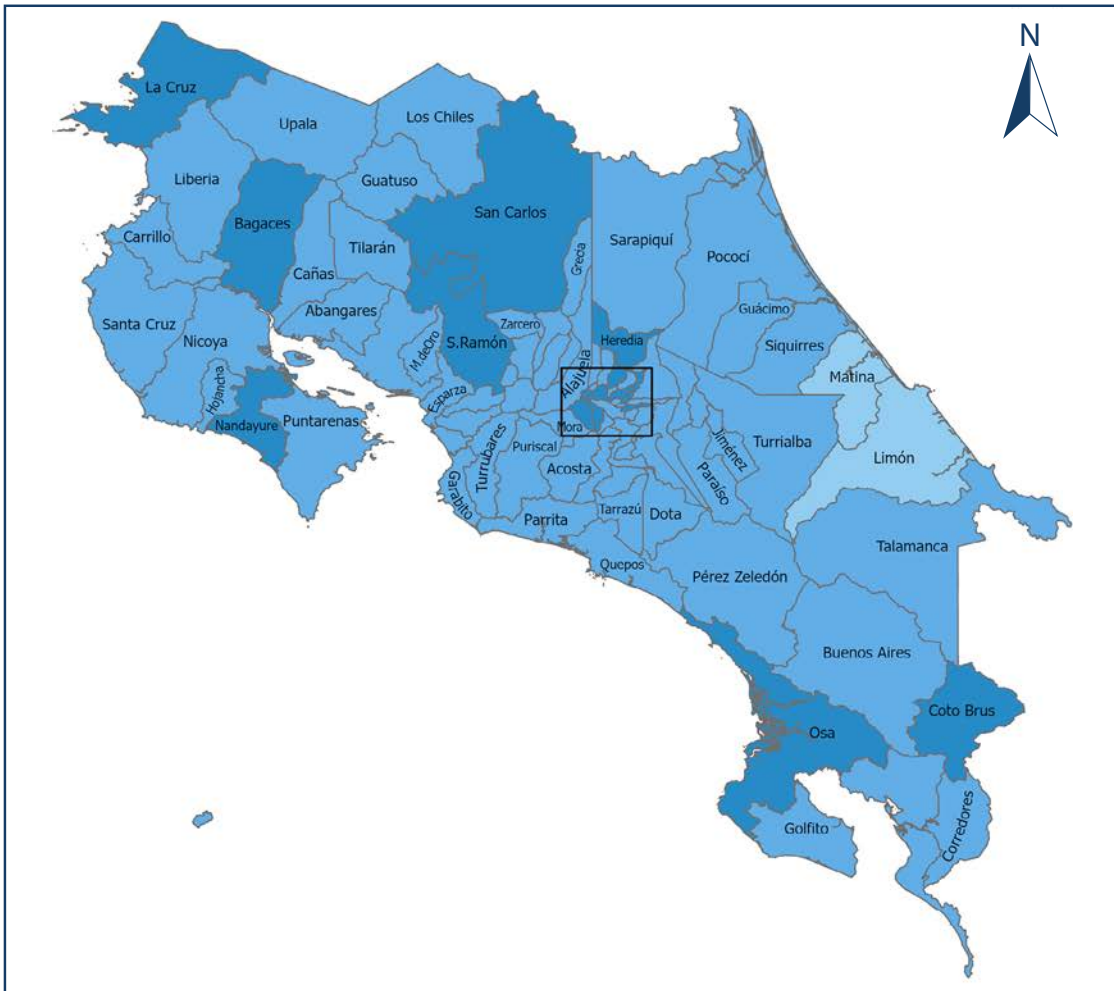 N
La Cruz
Los Chiles
Upala
Liberia
Guatuso
San Carlos
Bagaces
Sarapiquí
Carrillo
Tilarán
Grecia
Pococí
Cañas
Guácimo
Abangares
Santa Cruz
Zarcero
Nicoya
S.Ramón
Heredia
Siquirres
M.deOro
Alajuela
Matina
Hojancha
Esparza
Nandayure
Puntarenas
Mora
Turrialba
Jiménez
Limón
Puriscal
Turrubares
Acosta
Paraíso
Garabito
Tarrazú
Dota
Parrita
Talamanca
Quepos
Pérez Zeledón
Buenos Aires
Coto Brus
Osa
Golfito
Corredores